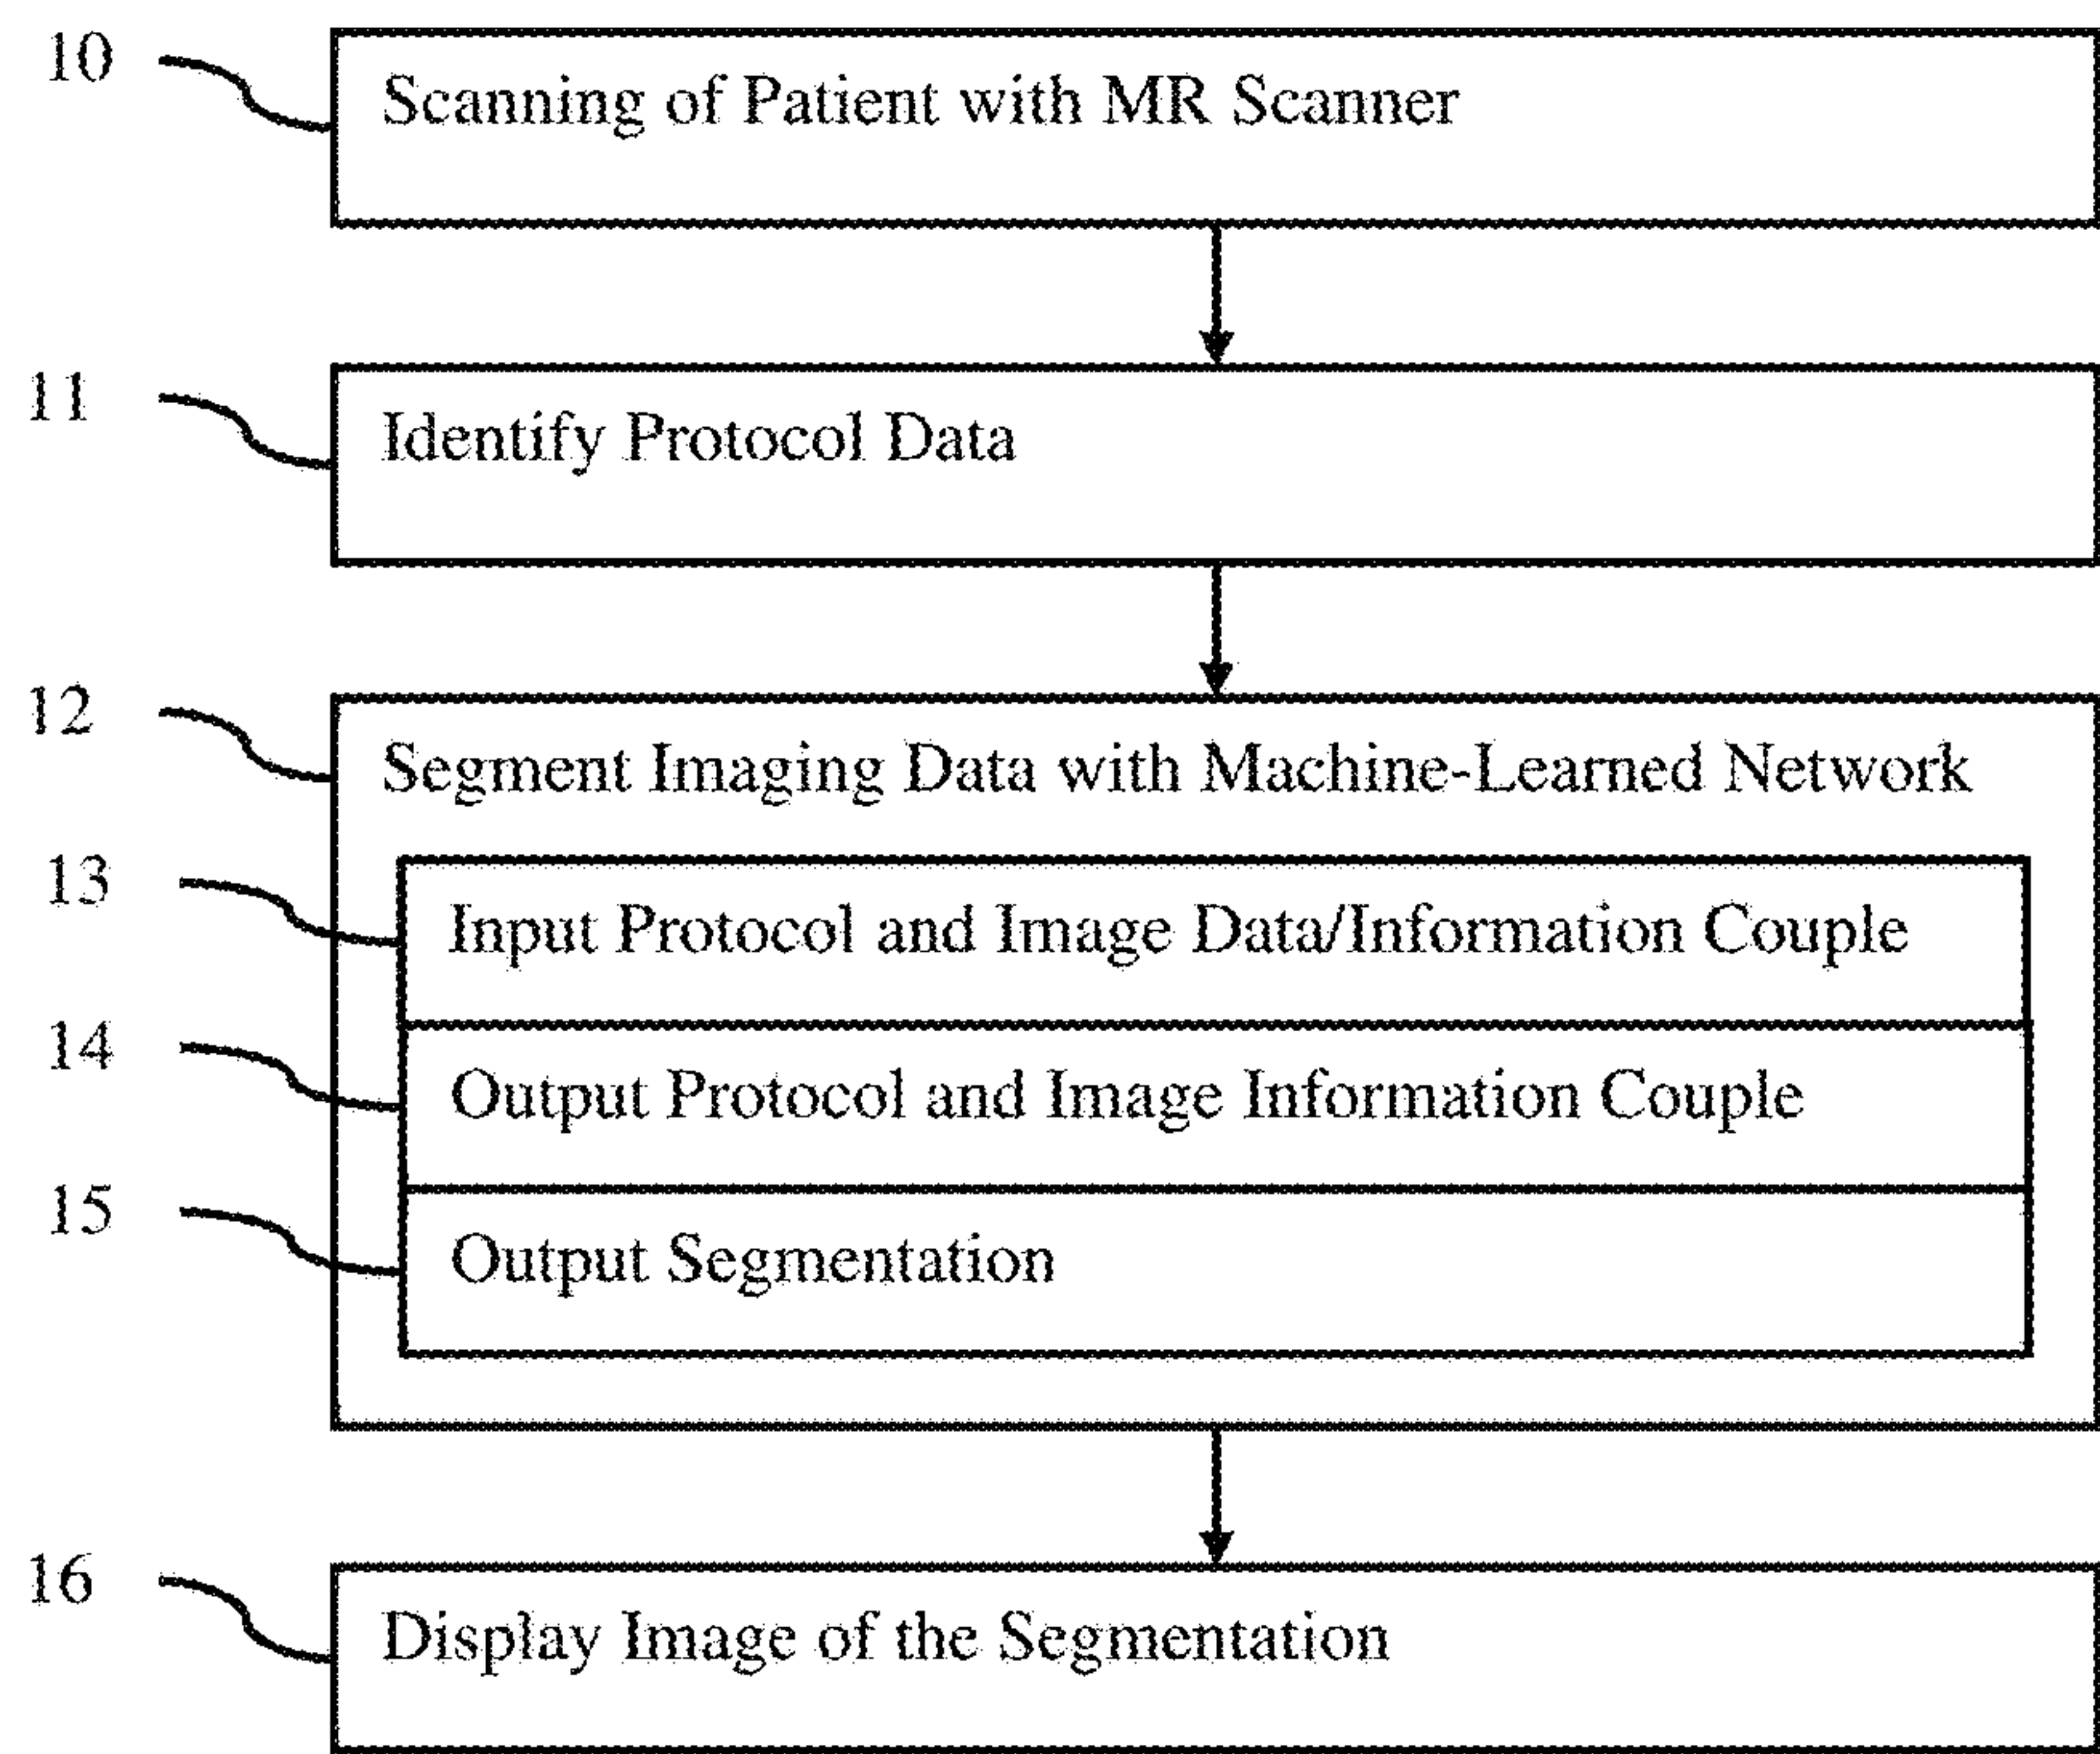 10 Scanning of Patient with MR Scanner
11 Identify Protocol Data
12 Segment Imaging Data with Machine-Learned Network
13 Input Protocol and Image Data/Information Couple
14 Output Protocol and Image Information Couple
15 Output Segmentation
16 Display Image of the Segmentation